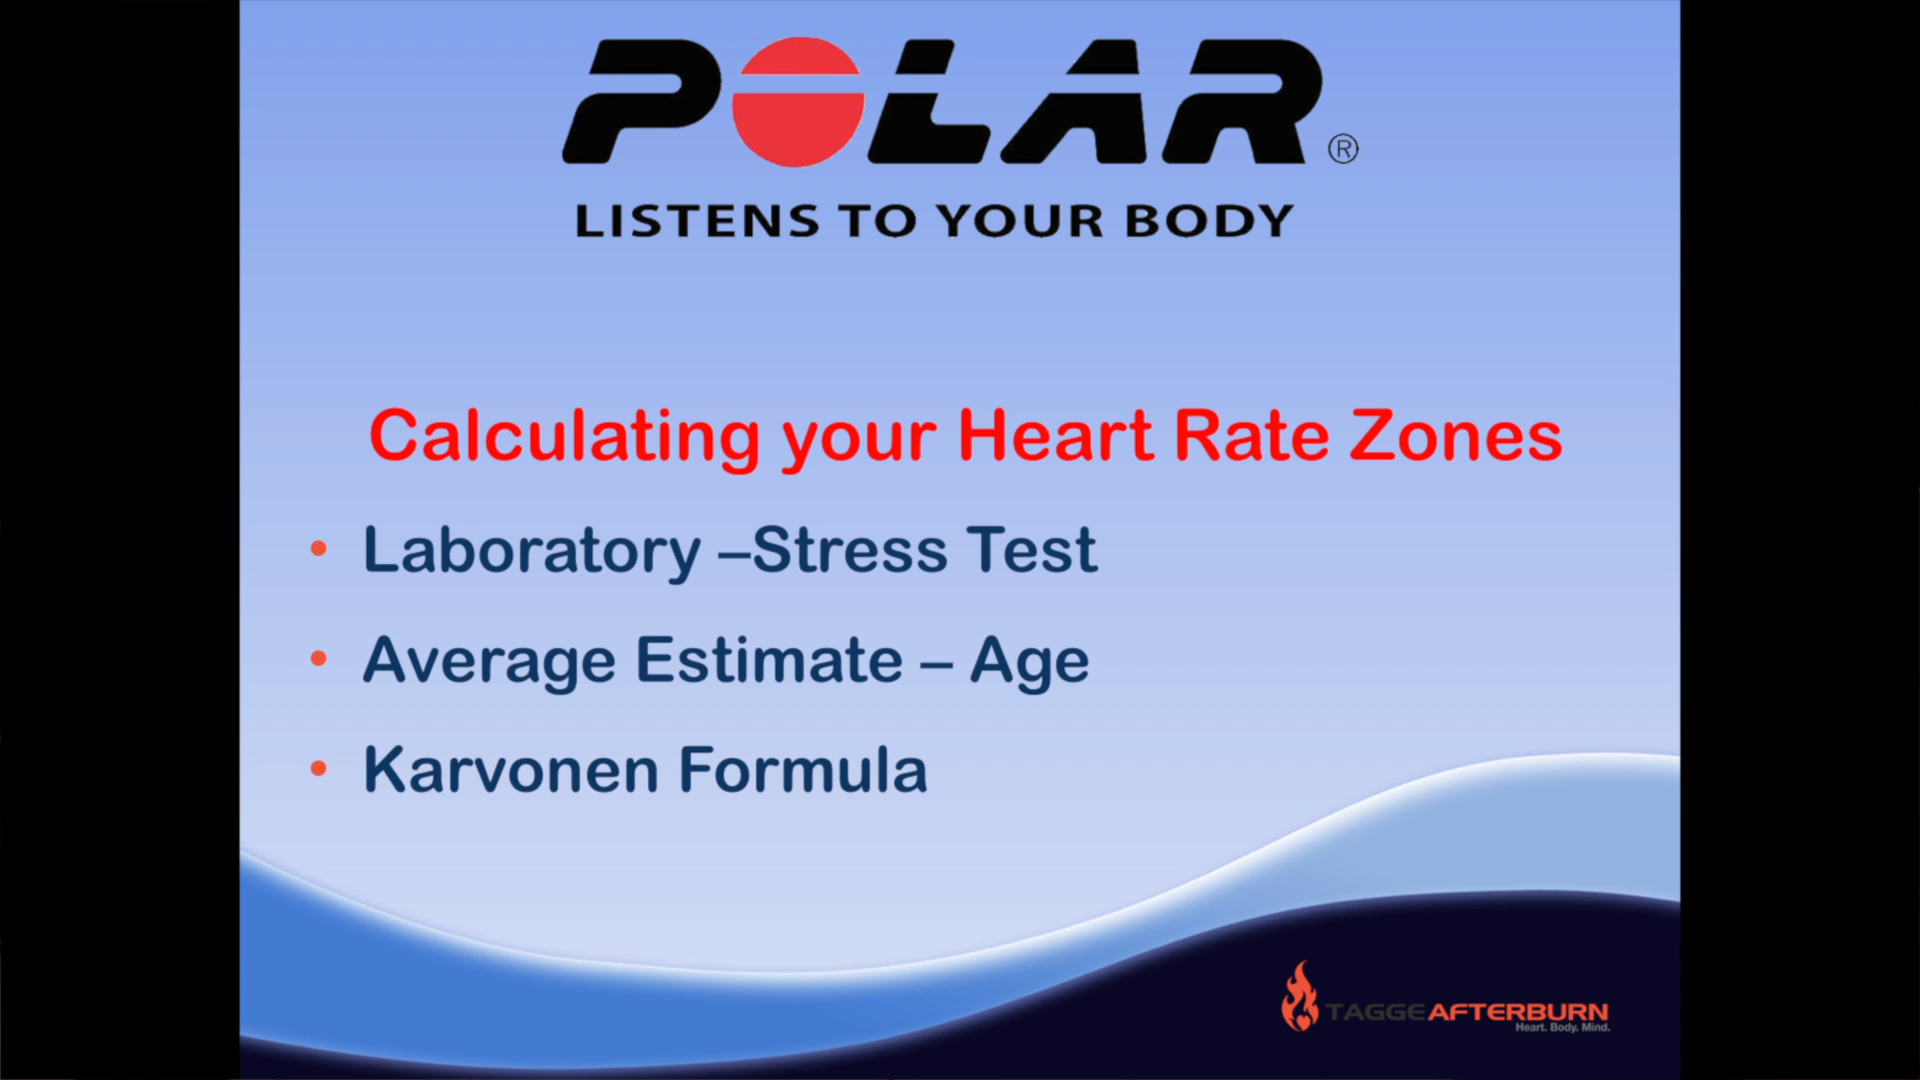 POLAR ®
LISTENS TO YOUR BODY
Calculating your Heart Rate Zones
• Laboratory –Stress Test
• Average Estimate – Age
• Karvonen Formula
TAGGEAFTERBURN
Heart. Body. Mind.